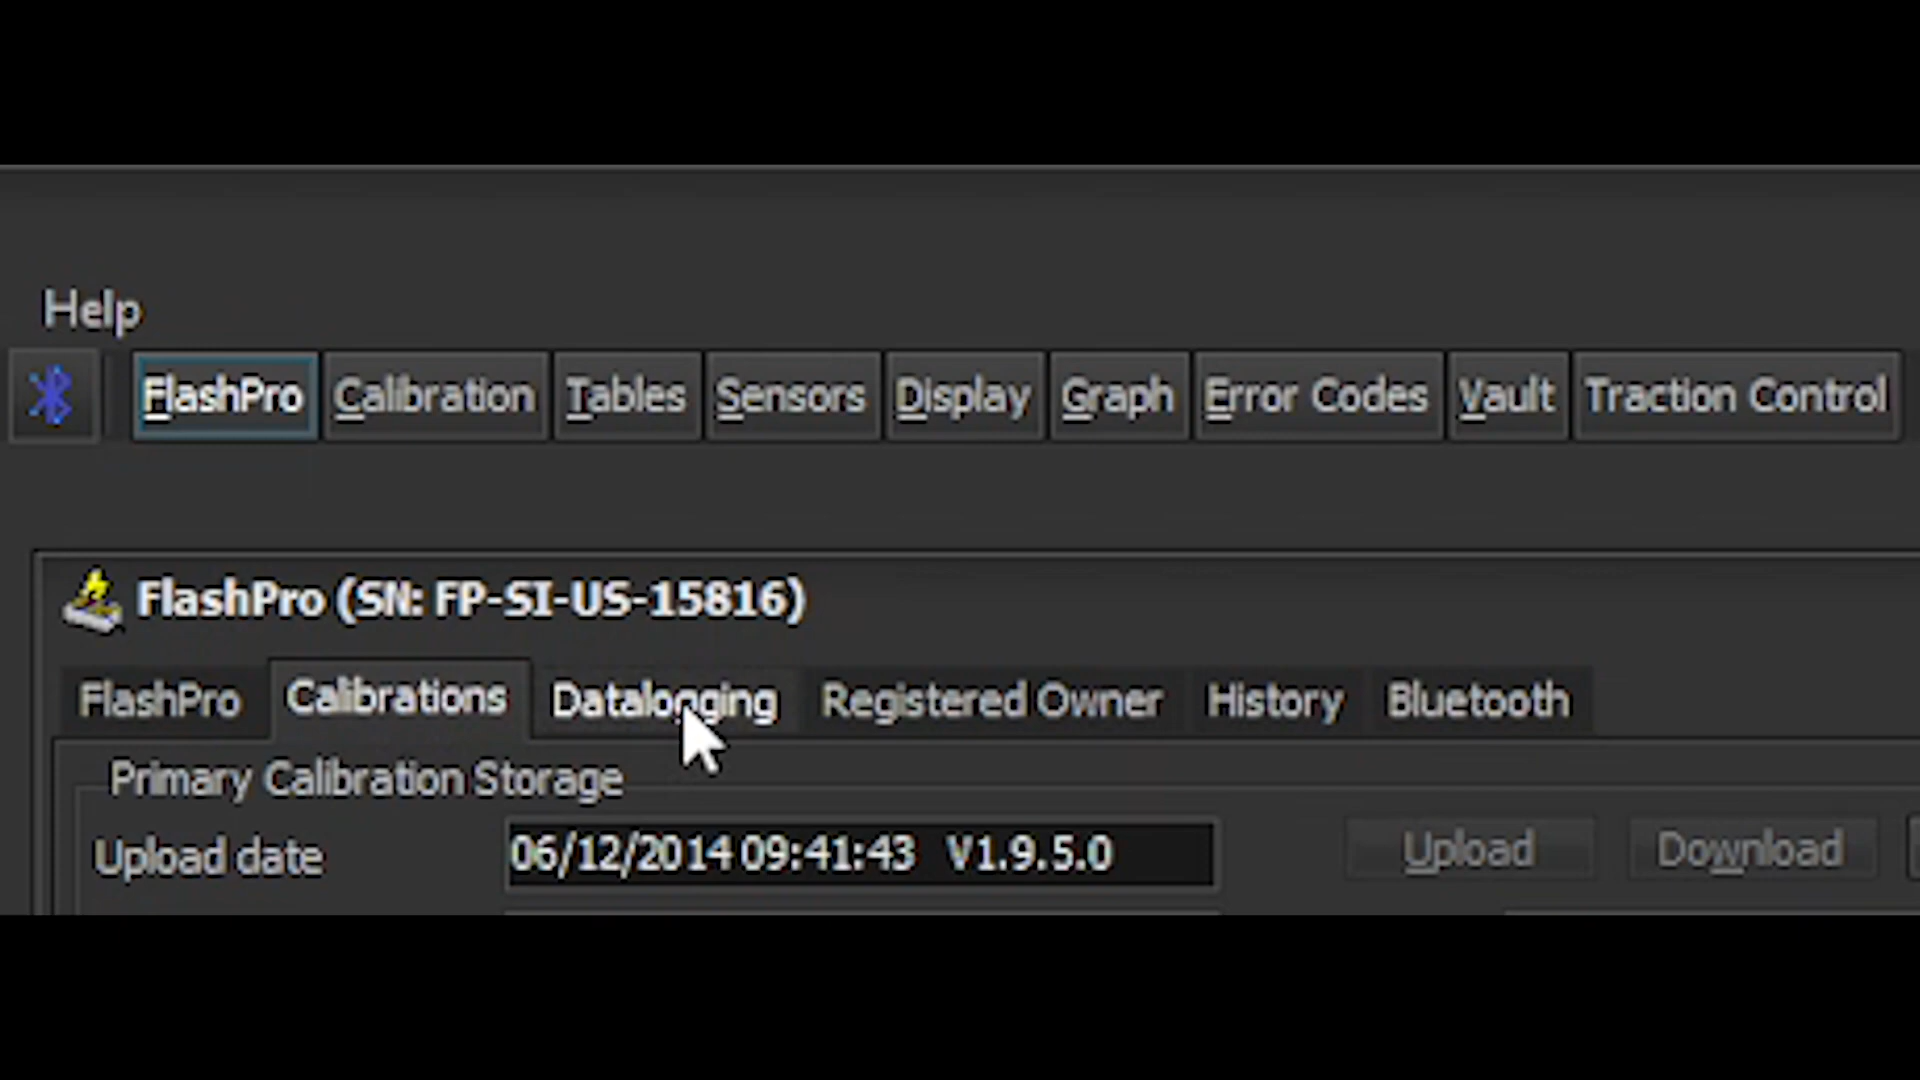 Help
FlashPro Calibration Tables Sensors Display Graph Error Codes Vault Traction Control
FlashPro (SN: FP-SI-US-15816)
FlashPro Calibrations Datalogging Registered Owner History Bluetooth
Primary Calibration Storage
Upload date 06/12/2014 09:41:43 V1.9.5.0 Upload Download